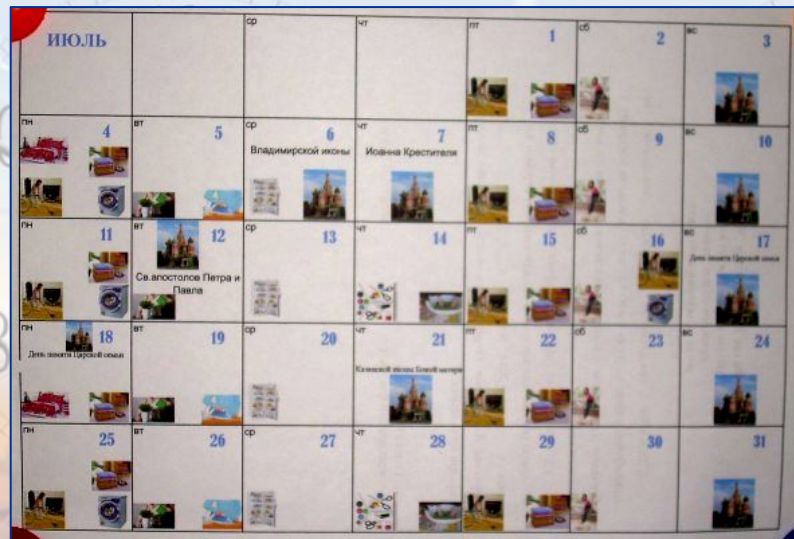 ИЮЛЬ
ср
чт
пт
1
сб
2
вс
3
пн
4
вт
5
ср
6
Владимирской иконы
чт
7
Иоанна Крестителя
пт
8
сб
9
вс
10
пн
11
вт
12
Св.апостолов Петра и
Павла
ср
13
чт
14
пт
15
сб
16
вс
17
День памяти Царской семьи
пн
18
День памяти Царской семьи
вт
19
ср
20
чт
21
Казанской иконы Божей матери
пт
22
сб
23
вс
24
пн
25
вт
26
ср
27
чт
28
пт
29
сб
30
вс
31